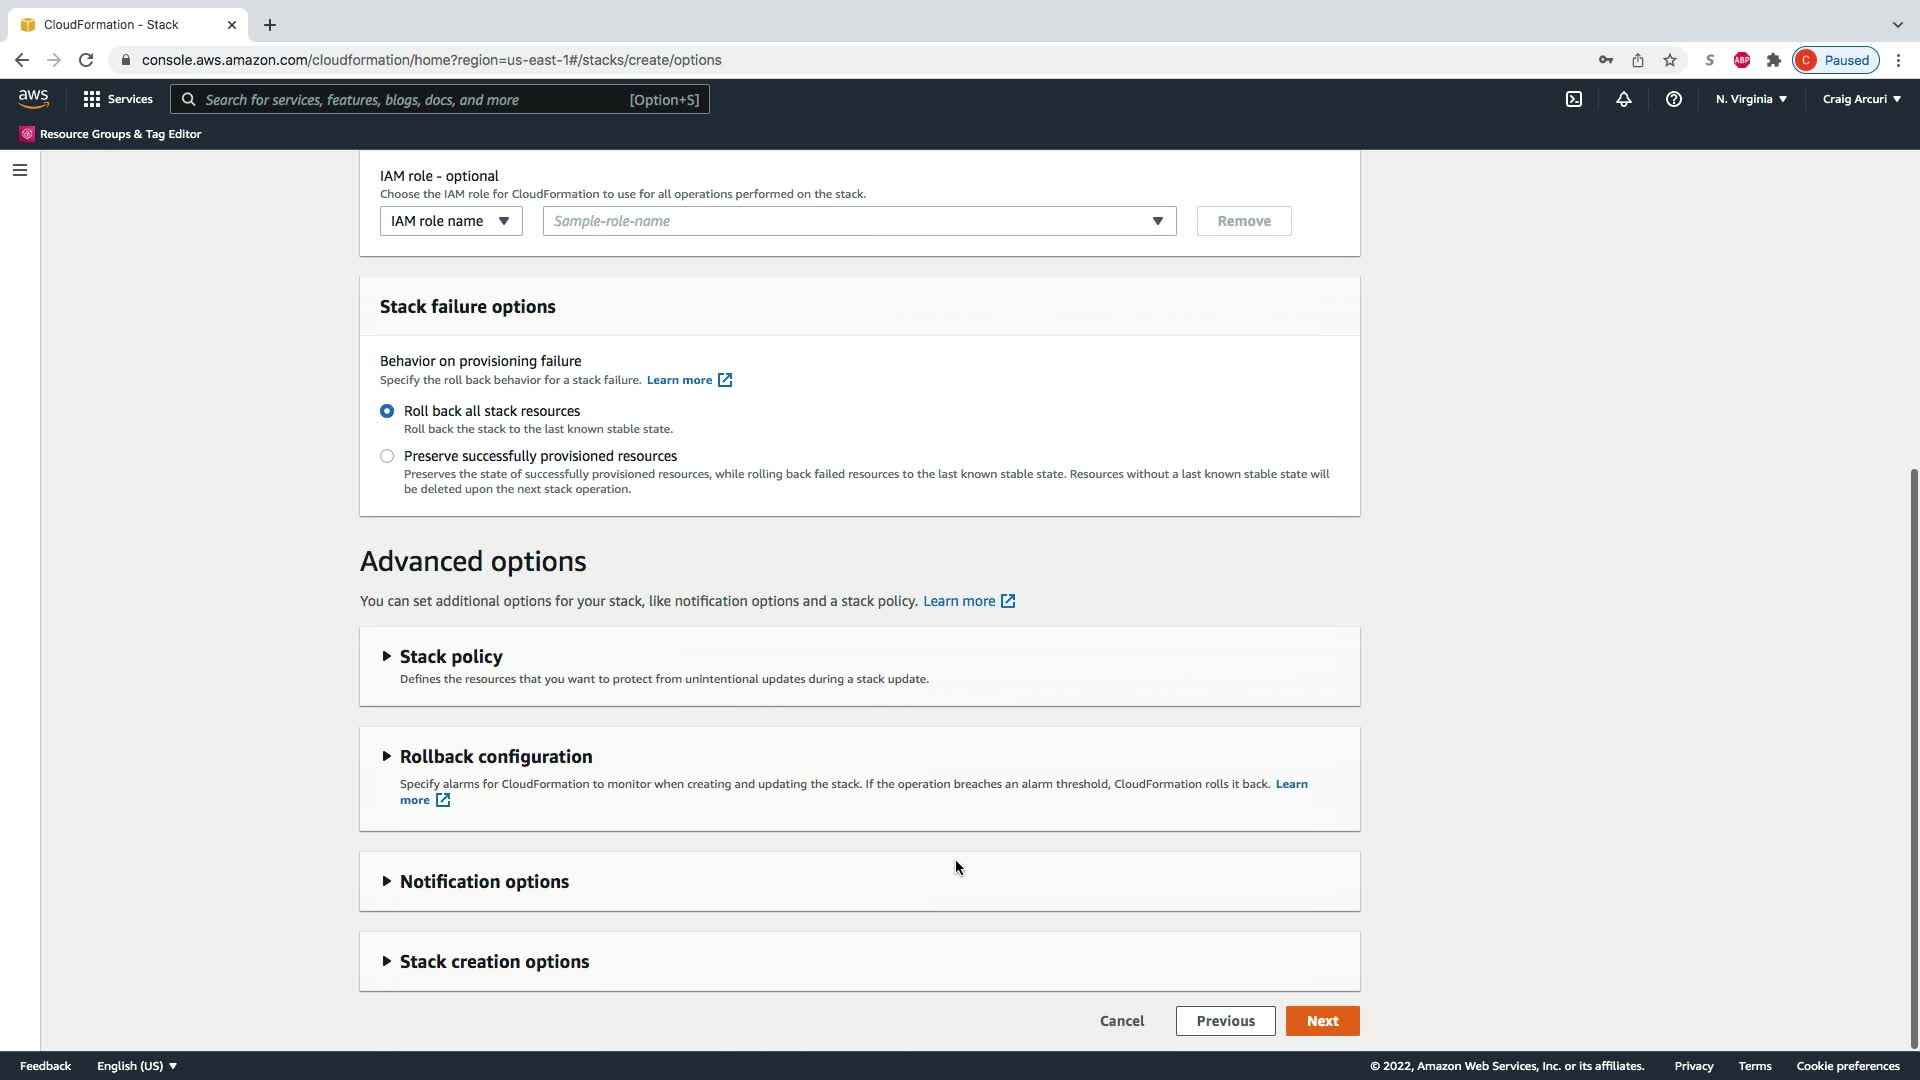 CloudFormation - Stack
console.aws.amazon.com/cloudformation/home?region=us-east-1#/stacks/create/options
S
ABP
C
Paused
aws
Services
Search for services, features, blogs, docs, and more
[Option+S]
N. Virginia
Craig Arcuri
Resource Groups & Tag Editor
IAM role - optional
Choose the IAM role for CloudFormation to use for all operations performed on the stack.
IAM role name
Sample-role-name
Remove
Stack failure options
Behavior on provisioning failure
Specify the roll back behavior for a stack failure. Learn more
Roll back all stack resources
Roll back the stack to the last known stable state.
Preserve successfully provisioned resources
Preserves the state of successfully provisioned resources, while rolling back failed resources to the last known stable state. Resources without a last known stable state will
be deleted upon the next stack operation.
Advanced options
You can set additional options for your stack, like notification options and a stack policy. Learn more
Stack policy
Defines the resources that you want to protect from unintentional updates during a stack update.
Rollback configuration
Specify alarms for CloudFormation to monitor when creating and updating the stack. If the operation breaches an alarm threshold, CloudFormation rolls it back. Learn
more
Notification options
Stack creation options
Cancel
Previous
Next
Feedback
English (US)
© 2022, Amazon Web Services, Inc. or its affiliates.
Privacy
Terms
Cookie preferences